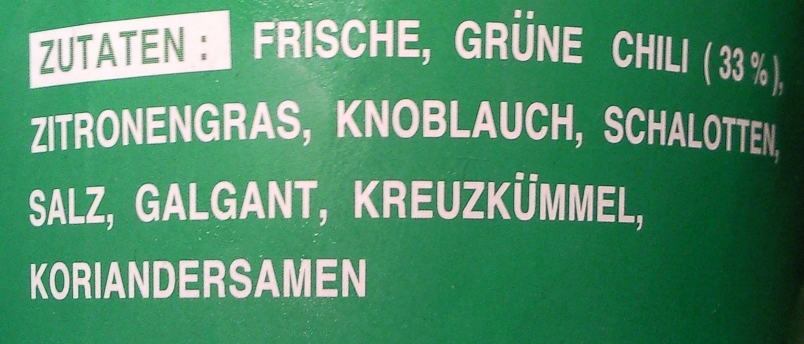 ZUTATEN : FRISCHE, GRÜNE CHILI (33%),
ZITRONENGRAS, KNOBLAUCH, SCHALOTTEN,
SALZ, GALGANT, KREUZKÜMMEL,
KORIANDERSAMEN